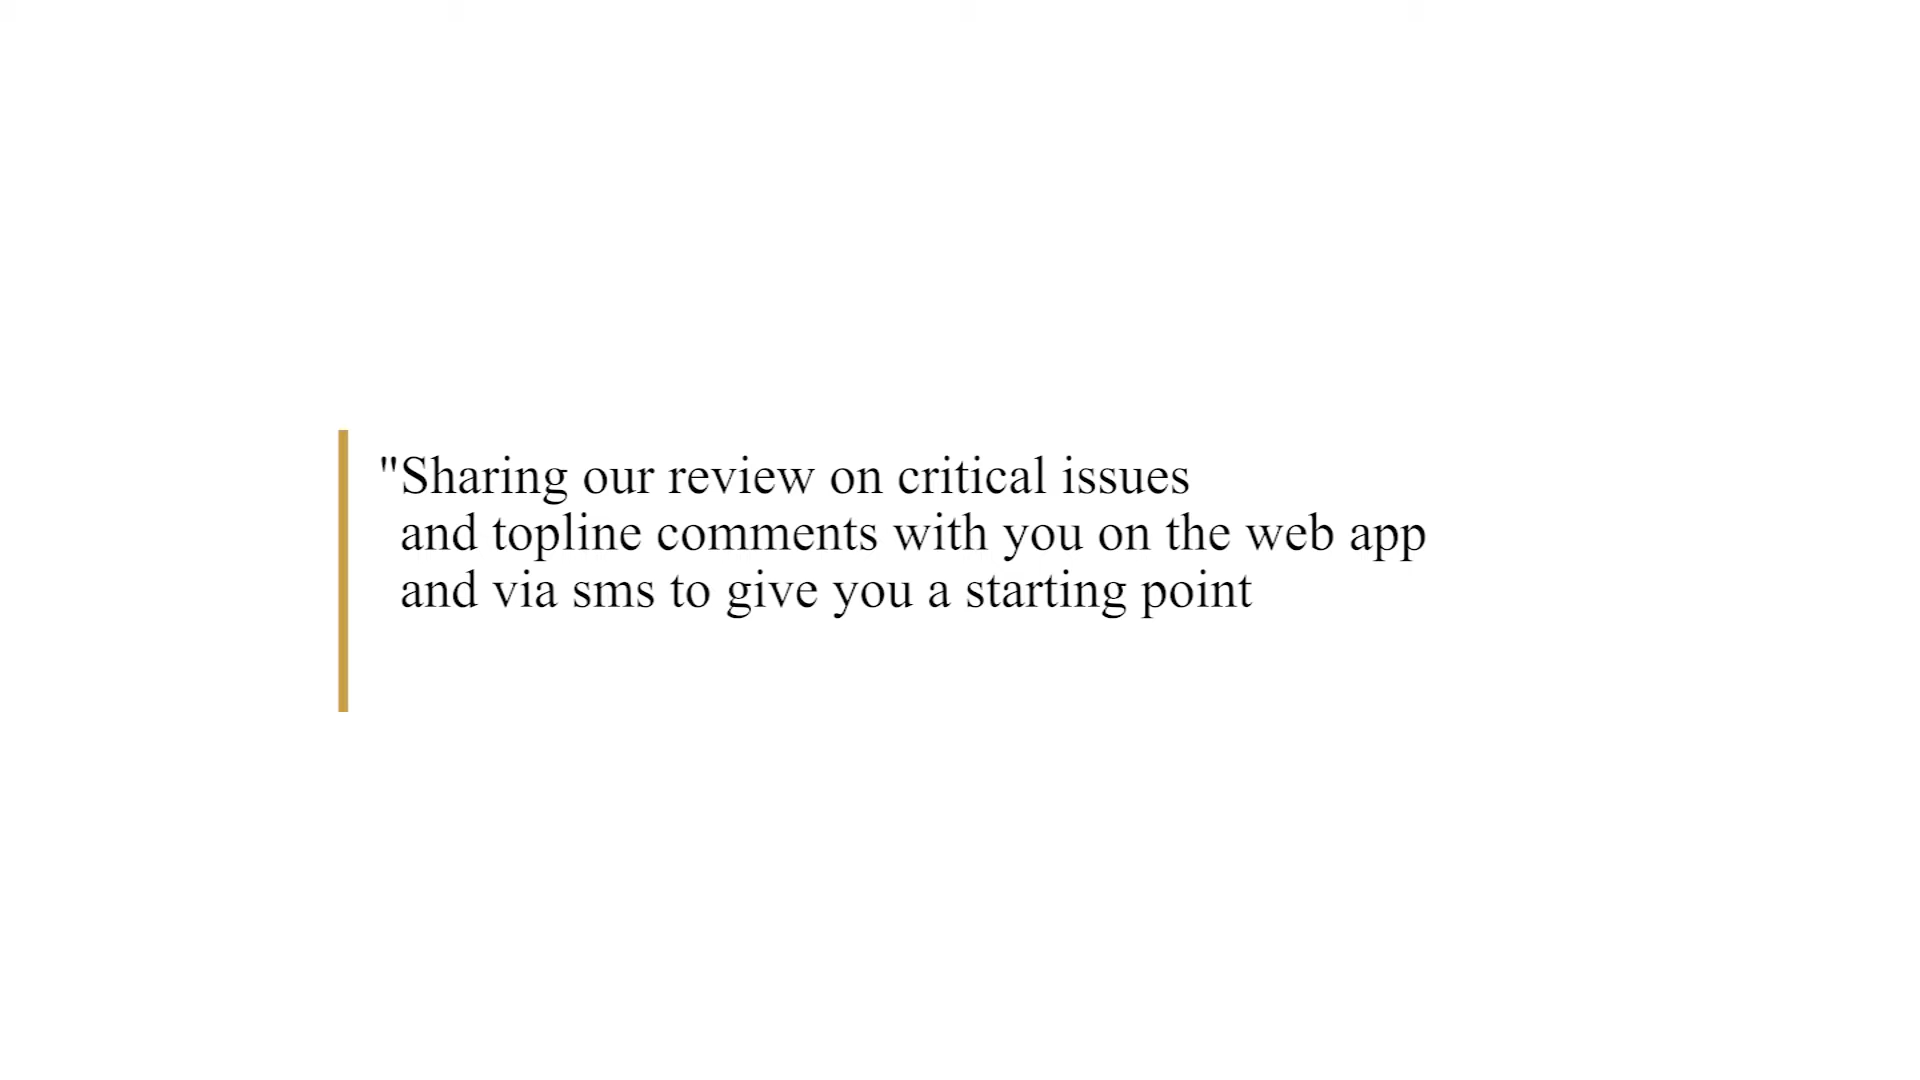 "Sharing our review on critical issues
and topline comments with you on the web app
and via sms to give you a starting point